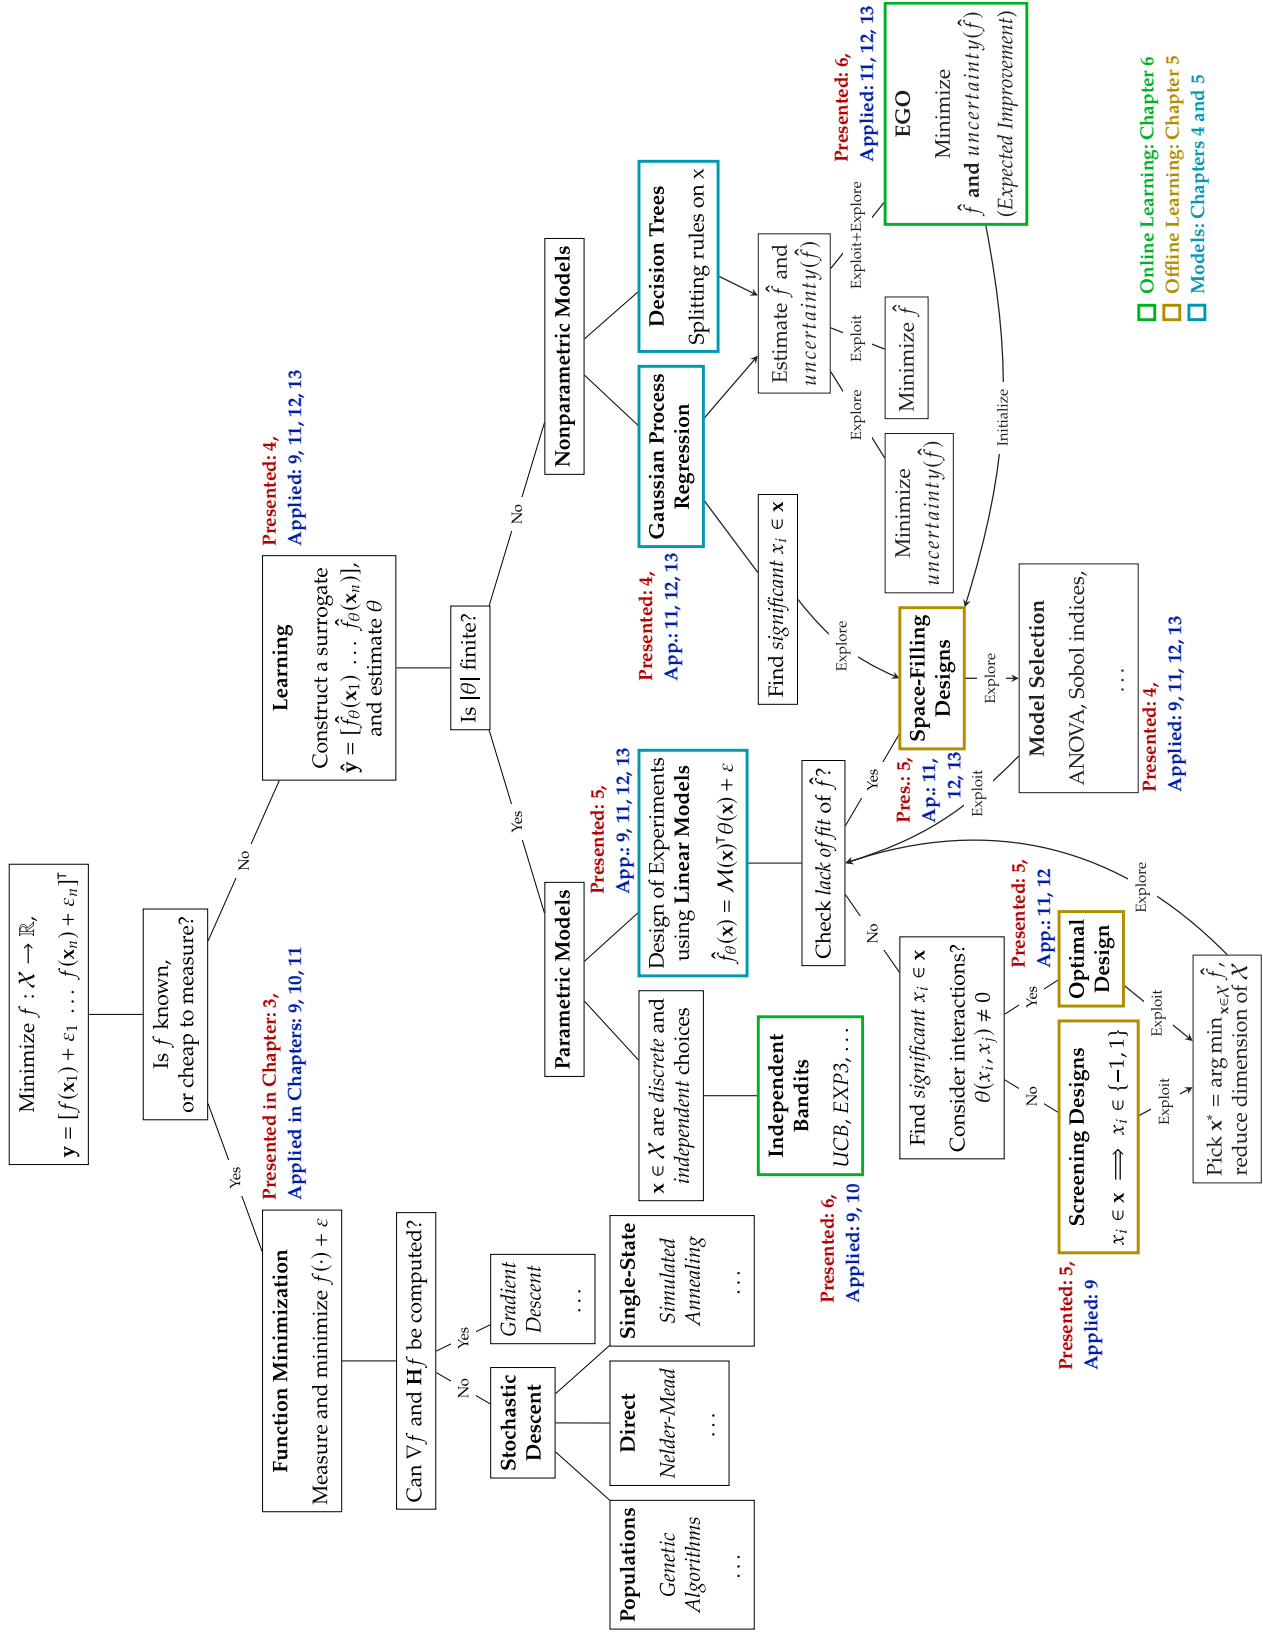 Minimize f : X → ℝ,
y = [f(x₁) + ε₁ … f(xₙ) + εₙ]ᵀ
Is f known,
or cheap to measure?
Yes
No
Presented in Chapter: 3,
Applied in Chapters: 9, 10, 11
Function Minimization
Measure and minimize f(·) + ε
Can ∇f and Hf be computed?
No
Yes
Gradient
Descent
…
Stochastic
Descent
Populations
Genetic
Algorithms
…
Direct
Nelder-Mead
…
Single-State
Simulated
Annealing
…
Presented: 4,
Applied: 9, 11, 12, 13
Learning
Construct a surrogate
ŷ = [f̂_θ(x₁) … f̂_θ(xₙ)],
and estimate θ
Is |θ| finite?
Yes
No
Parametric Models
x ∈ X are discrete and
independent choices
Independent
Bandits
UCB, EXP3, …
Presented: 6,
Applied: 9, 10
Presented: 5,
App.: 9, 11, 12, 13
Design of Experiments
using Linear Models
f̂_θ(x) = M(x)ᵀθ(x) + ε
Check lack of fit of f̂?
No
Yes
Find significant xᵢ ∈ x
Consider interactions?
θ(xᵢ, xⱼ) ≠ 0
No
Yes
Screening Designs
xᵢ ∈ x ⟹ xᵢ ∈ {−1, 1}
Presented: 5,
Applied: 9
Presented: 5,
App.: 11, 12
Optimal
Design
Exploit
Exploit
Pick x* = arg min_{x∈X} f̂,
reduce dimension of X
Explore
Nonparametric Models
Gaussian Process
Regression
Presented: 4,
App.: 11, 12, 13
Decision Trees
Splitting rules on x
Find significant xᵢ ∈ x
Explore
Space-Filling
Designs
Pres.: 5,
Ap.: 11,
12, 13
Explore
Model Selection
ANOVA, Sobol indices,
…
Presented: 4,
Applied: 9, 11, 12, 13
Exploit
Estimate f̂ and
uncertainty(f̂)
Explore
Exploit
Exploit+Explore
Minimize
uncertainty(f̂)
Minimize f̂
Presented: 6,
Applied: 11, 12, 13
EGO
Minimize
f̂ and uncertainty(f̂)
(Expected Improvement)
Initialize
Online Learning: Chapter 6
Offline Learning: Chapter 5
Models: Chapters 4 and 5